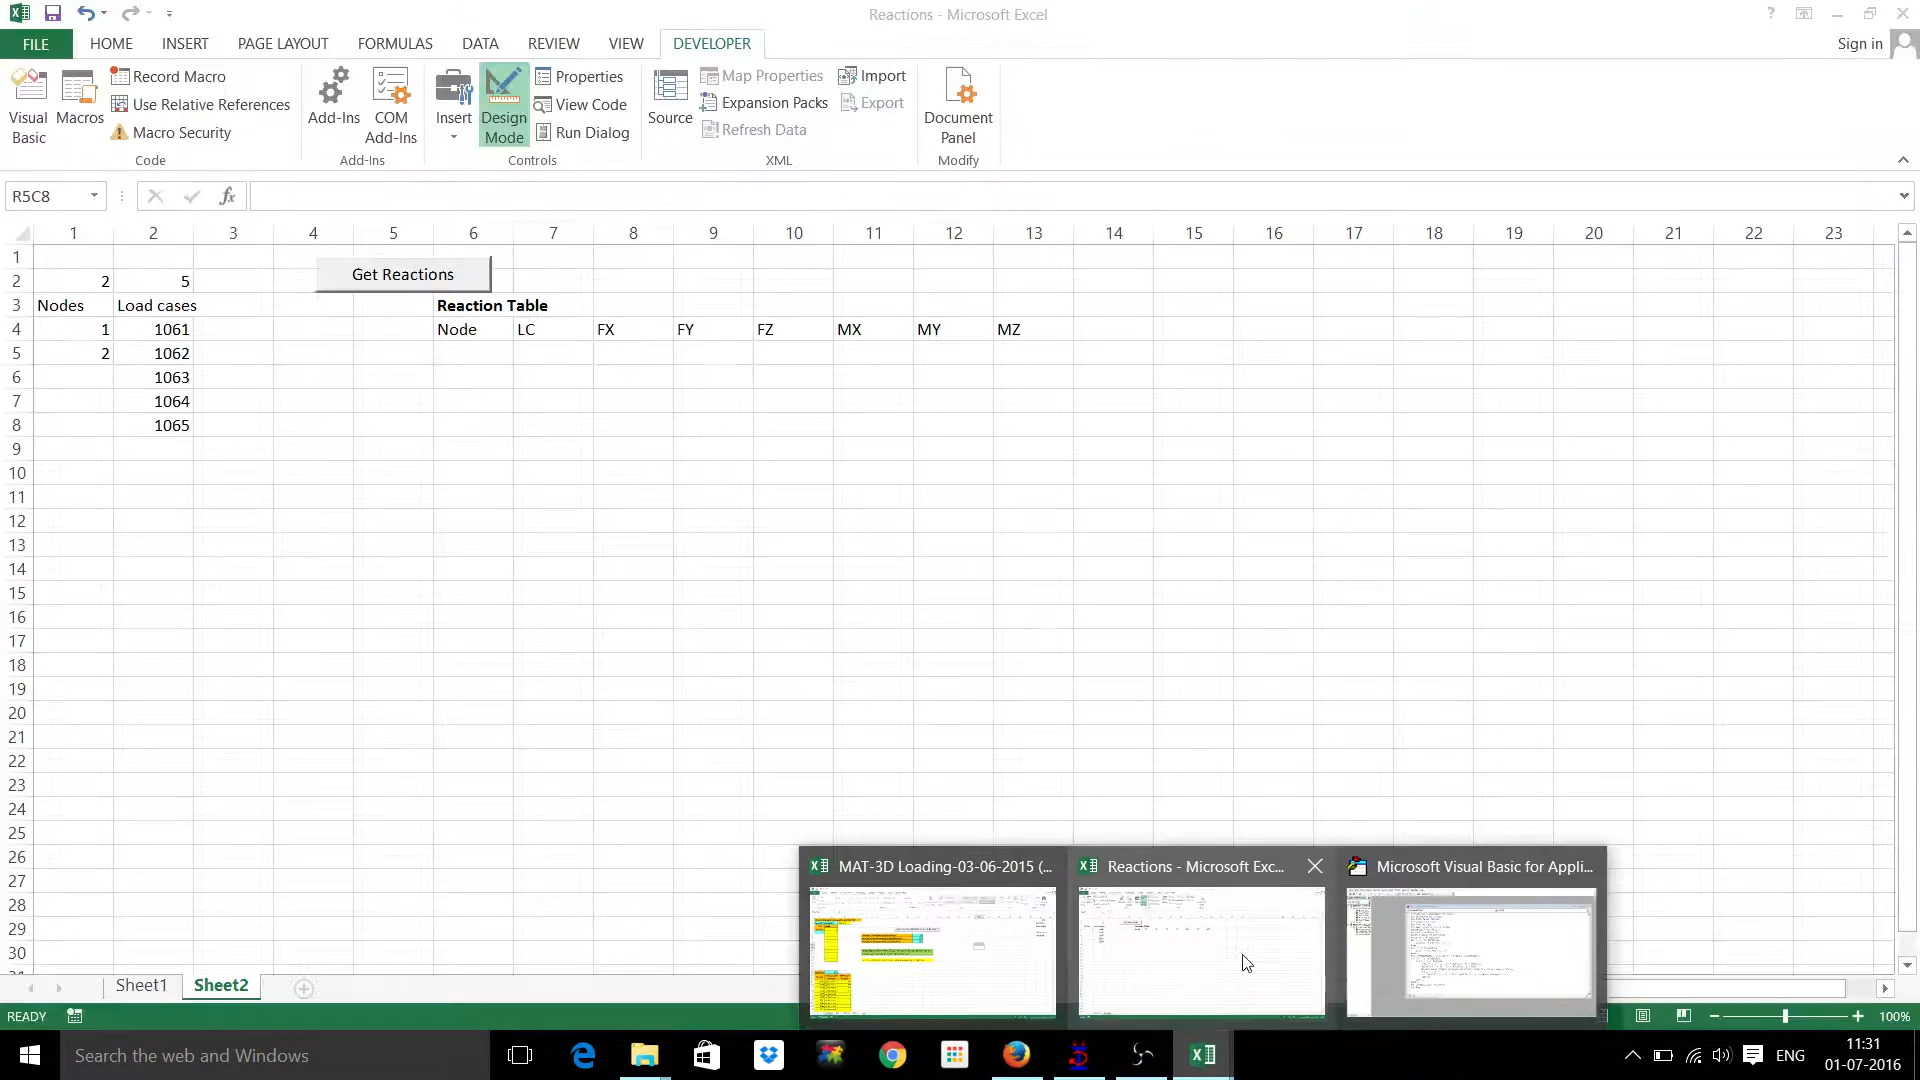 Reactions - Microsoft Excel
FILE HOME INSERT PAGE LAYOUT FORMULAS DATA REVIEW VIEW DEVELOPER Sign in
Visual Basic
Macros
Record Macro
Use Relative References
Macro Security
Code
Add-Ins
COM Add-Ins
Add-Ins
Insert
Design Mode
Properties
View Code
Run Dialog
Controls
Source
Map Properties
Expansion Packs
Refresh Data
Import
Export
XML
Document Panel
Modify
R5C8 fx
1 2 3 4 5 6 7 8 9 10 11 12 13 14 15 16 17 18 19 20 21 22 23
1
2 2 5 Get Reactions
3 Nodes Load cases Reaction Table
4 1 1061 Node LC FX FY FZ MX MY MZ
5 2 1062
6 1063
7 1064
8 1065
9
10
11
12
13
14
15
16
17
18
19
20
21
22
23
24
25
26
27
28
29
30
MAT-3D Loading-03-06-2015 (...
Reactions - Microsoft Exc...
Microsoft Visual Basic for Appli...
Sheet1 Sheet2
READY 100%
Search the web and Windows
ENG
11:31
01-07-2016